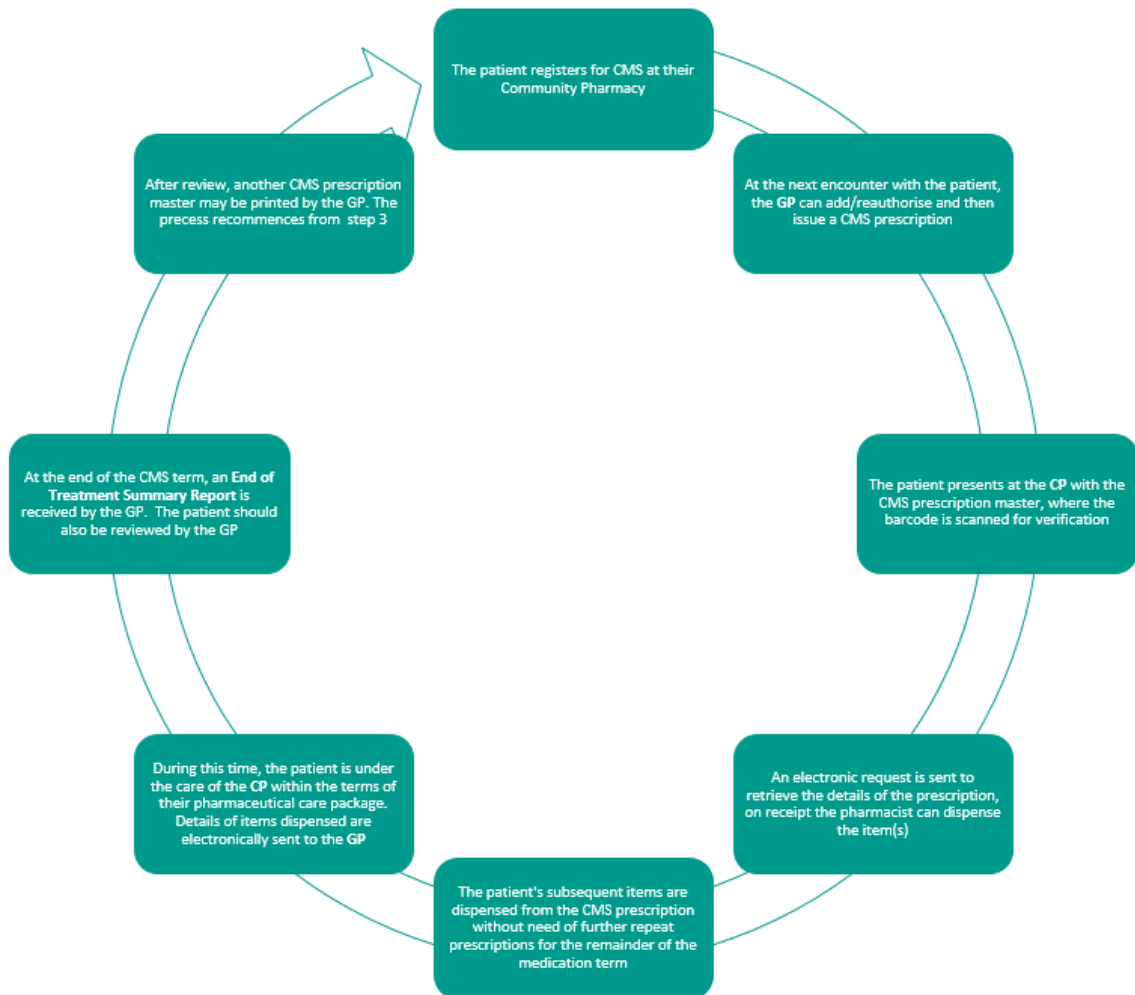 The patient registers for CMS at their
Community Pharmacy
At the next encounter with the patient,
the GP can add/reauthorise and then
issue a CMS prescription
The patient presents at the CP with the
CMS prescription master, where the
barcode is scanned for verification
An electronic request is sent to
retrieve the details of the prescription,
on receipt the pharmacist can dispense
the item(s)
The patient's subsequent items are
dispensed from the CMS prescription
without need of further repeat
prescriptions for the remainder of the
medication term
During this time, the patient is under
the care of the CP within the terms of
their pharmaceutical care package.
Details of items dispensed are
electronically sent to the GP
At the end of the CMS term, an End of
Treatment Summary Report is
received by the GP. The patient should
also be reviewed by the GP
After review, another CMS prescription
master may be printed by the GP. The
precess recommences from step 3